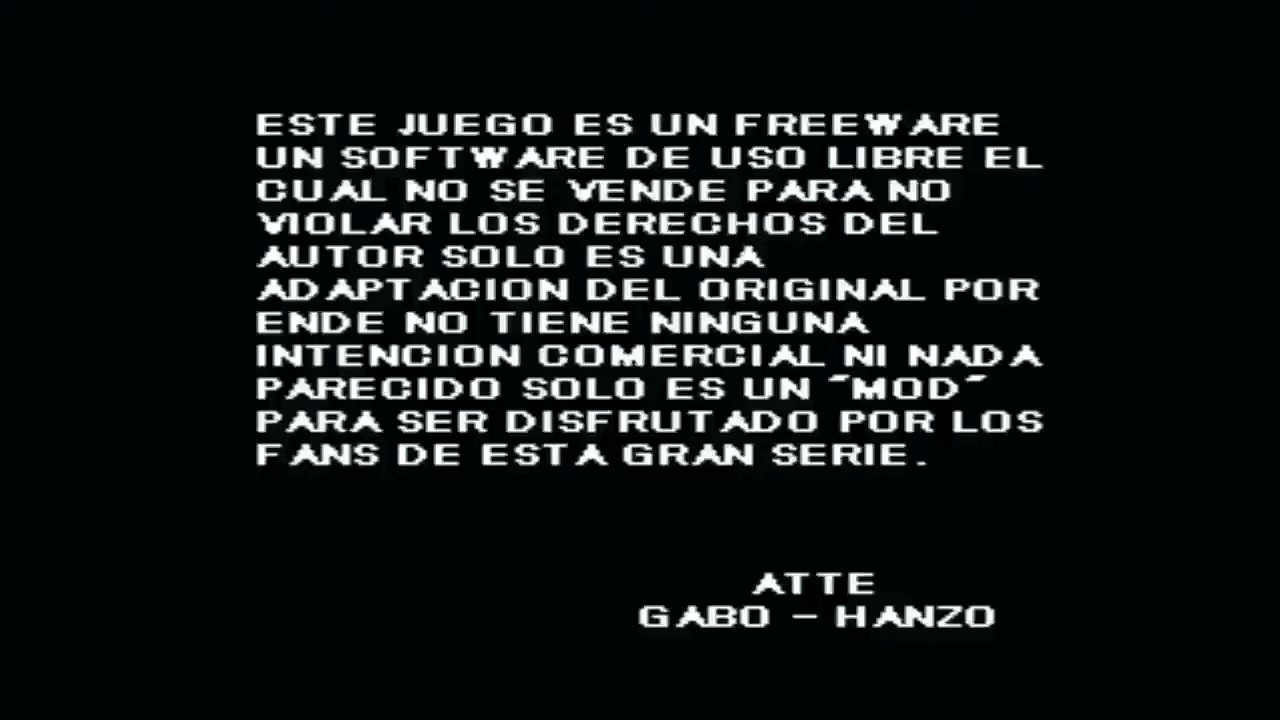 ESTE JUEGO ES UN FREEWARE
UN SOFTWARE DE USO LIBRE EL
CUAL NO SE VENDE PARA NO
VIOLAR LOS DERECHOS DEL
AUTOR SOLO ES UNA
ADAPTACION DEL ORIGINAL POR
ENDE NO TIENE NINGUNA
INTENCION COMERCIAL NI NADA
PARECIDO SOLO ES UN "MOD"
PARA SER DISFRUTADO POR LOS
FANS DE ESTA GRAN SERIE.
ATTE
GABO - HANZO